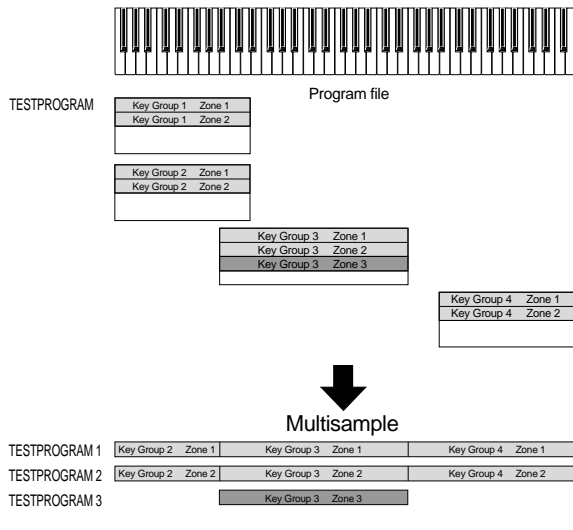 Program file
TESTPROGRAM
Key Group 1 Zone 1
Key Group 1 Zone 2
Key Group 2 Zone 1
Key Group 2 Zone 2
Key Group 3 Zone 1
Key Group 3 Zone 2
Key Group 3 Zone 3
Key Group 4 Zone 1
Key Group 4 Zone 2
Multisample
TESTPROGRAM 1 Key Group 2 Zone 1 Key Group 3 Zone 1 Key Group 4 Zone 1
TESTPROGRAM 2 Key Group 2 Zone 2 Key Group 3 Zone 2 Key Group 4 Zone 2
TESTPROGRAM 3 Key Group 3 Zone 3